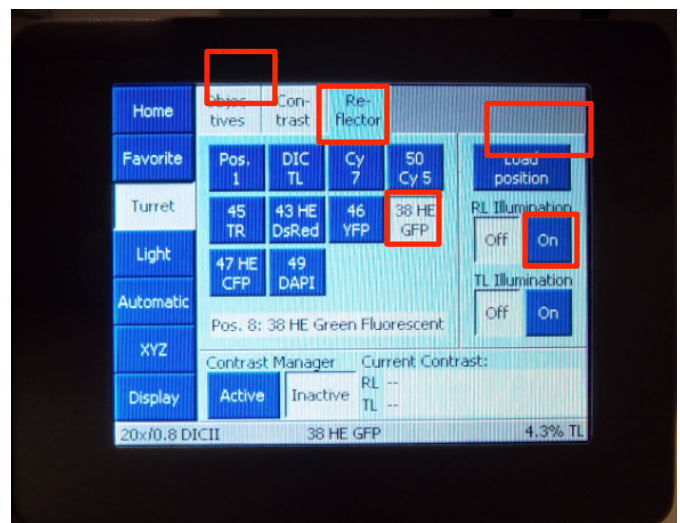 Home
Objec-
tives
Con-
trast
Re-
flector
Favorite
Pos.
1
DIC
TL
Cy
7
50
Cy 5
Load
position
Turret
45
TR
43 HE
DsRed
46
YFP
38 HE
GFP
RL Illumination
Off
On
Light
47 HE
CFP
49
DAPI
TL Illumination
Off
On
Automatic
Pos. 8: 38 HE Green Fluorescent
XYZ
Contrast Manager
Current Contrast:
Active
Inactive
RL --
TL --
Display
20x/0.8 DICII
38 HE GFP
4.3% TL